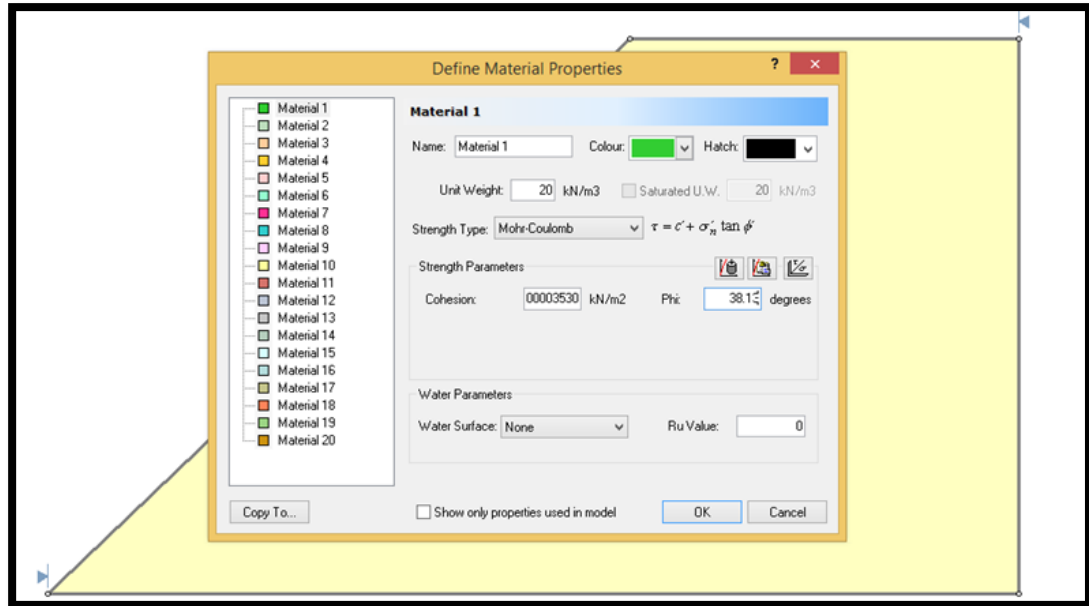 Define Material Properties
?
Material 1
Material 2
Material 3
Material 4
Material 5
Material 6
Material 7
Material 8
Material 9
Material 10
Material 11
Material 12
Material 13
Material 14
Material 15
Material 16
Material 17
Material 18
Material 19
Material 20
Material 1
Name: Material 1 Colour: Hatch:
Unit Weight: 20 kN/m3 Saturated U.W. 20 kN/m3
Strength Type: Mohr-Coulomb τ = c′ + σ′n tan ϕ′
Strength Parameters
Cohesion: 00003530 kN/m2 Phi: degrees
Water Parameters
Water Surface: None Ru Value: 0
Copy To... Show only properties used in model OK Cancel